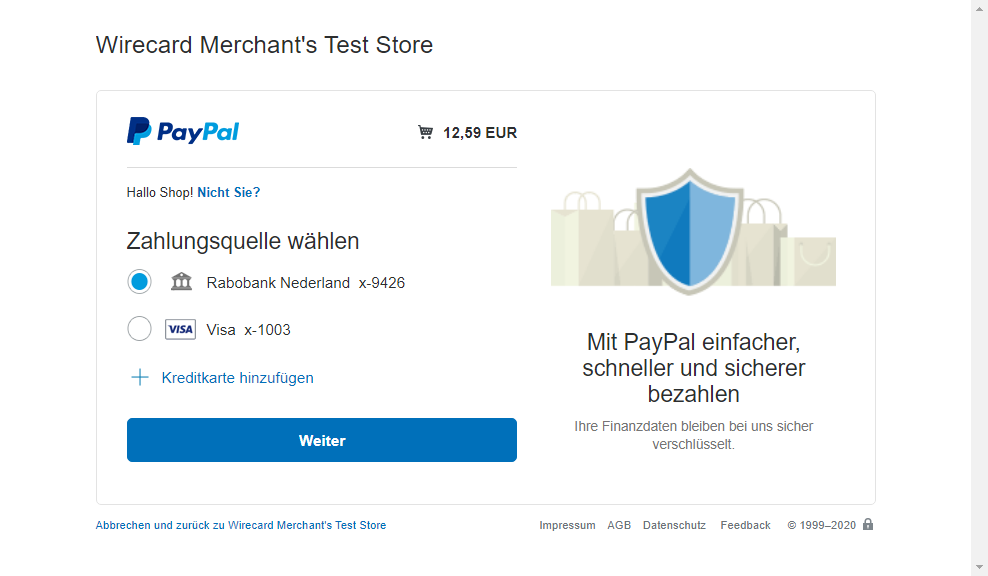 Wirecard Merchant's Test Store
PayPal
12,59 EUR
Hallo Shop! Nicht Sie?
Zahlungsquelle wählen
Rabobank Nederland x-9426
VISA Visa x-1003
Kreditkarte hinzufügen
Weiter
Mit PayPal einfacher,
schneller und sicherer
bezahlen
Ihre Finanzdaten bleiben bei uns sicher
verschlüsselt.
Abbrechen und zurück zu Wirecard Merchant's Test Store
Impressum AGB Datenschutz Feedback © 1999–2020